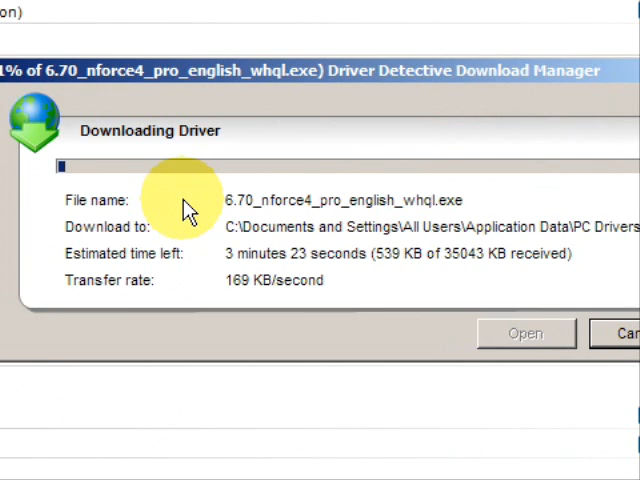 on)
1% of 6.70_nforce4_pro_english_whql.exe) Driver Detective Download Manager
Downloading Driver
File name: 6.70_nforce4_pro_english_whql.exe
Download to: C:\Documents and Settings\All Users\Application Data\PC Drivers
Estimated time left: 3 minutes 23 seconds (539 KB of 35043 KB received)
Transfer rate: 169 KB/second
Open Can